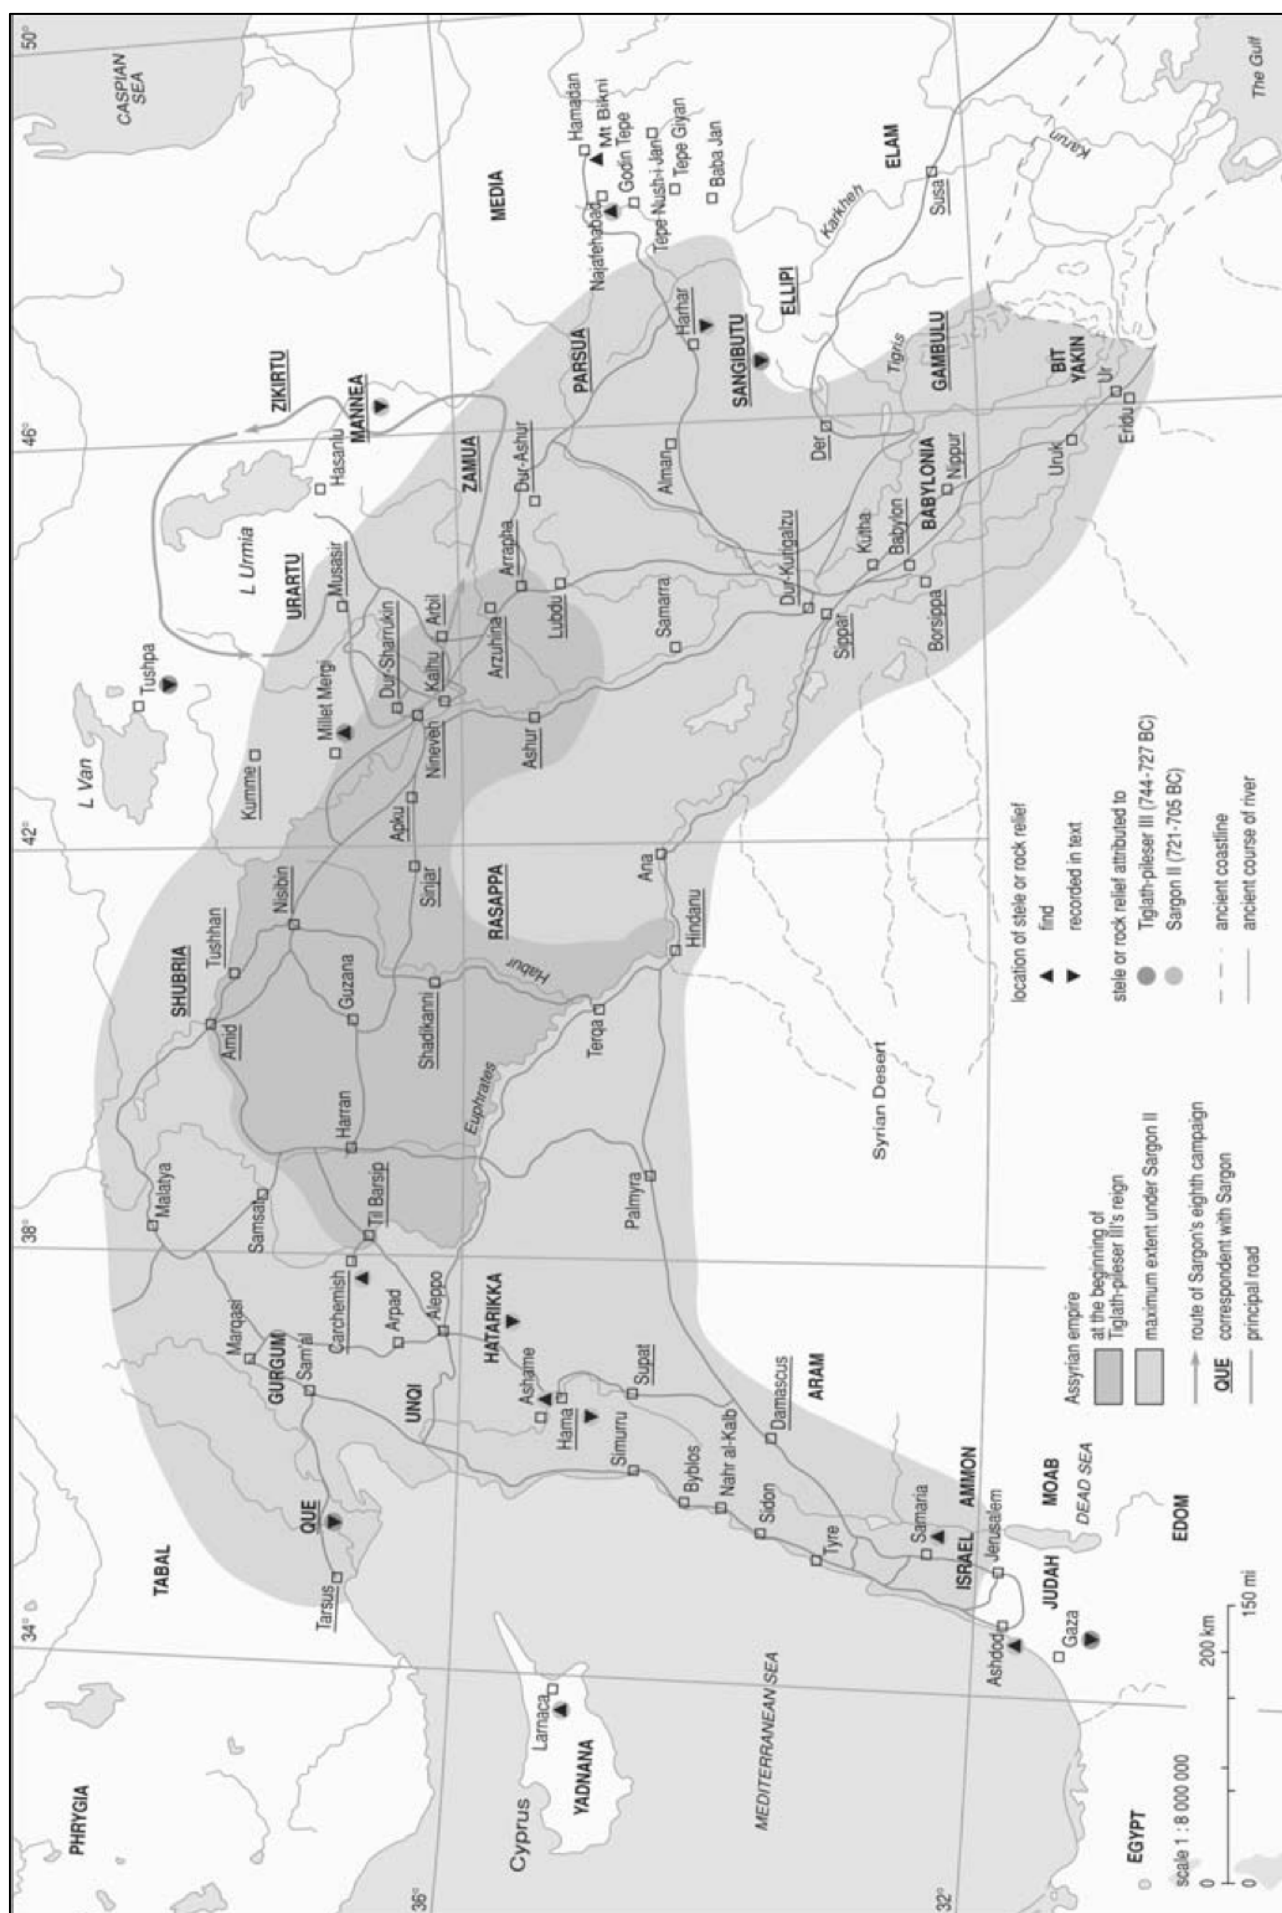 34°
38°
42°
46°
50°
36°
32°
PHRYGIA
TABAL
CASPIAN
SEA
L Van
Tushpa
Malatya
SHUBRIA
Amid
Tushhan
Kumme
L Urmia
URARTU
ZIKIRTU
MANNEA
Hasanlu
Musasir
Millet Mergi
Marqasi
GURGUM
Sam'al
Samsat
Nisibin
Harran
Guzana
QUE
Tarsus
Carchemish
Til Barsip
Arpad
Aleppo
UNQI
Dur-Sharrukin
Nineveh
Kalhu
Arbil
Apku
Sinjar
Shadikanni
ZAMUA
MEDIA
HATARIKKA
Euphrates
Habur
RASAPPA
Ashur
Arzuhina
Arrapha
Dur-Ashur
Lubdu
PARSUA
Najafehabad
Hamadan
Mt Bikni
Godin Tepe
Tepe Nush-i Jan
Tepe Giyan
Baba Jan
Cyprus
Larnaca
YADNANA
Ashame
Hama
Simurru
Supat
Terqa
Hindanu
Ana
Samarra
Alman
Harhar
SANGIBUTU
ELLIPI
Byblos
Nahr al-Kalb
Sidon
Tyre
Palmyra
Damascus
ARAM
MEDITERRANEAN SEA
Syrian Desert
Dur-Kurigalzu
Sippar
Der
Kutha
Babylon
Borsippa
BABYLONIA
Nippur
Tigris
GAMBULU
Karkheh
ELAM
Susa
Karun
BIT
YAKIN
Ur
Uruk
Eridu
The Gulf
Samaria
ISRAEL
AMMON
Jerusalem
Ashdod
JUDAH
MOAB
DEAD SEA
Gaza
EDOM
EGYPT
scale 1 : 8 000 000
0
200 km
0
150 mi
Assyrian empire
at the beginning of
Tiglath-pileser III's reign
maximum extent under Sargon II
route of Sargon's eighth campaign
QUE
correspondent with Sargon
principal road
location of stele or rock relief
find
recorded in text
stele or rock relief attributed to
Tiglath-pileser III (744-727 BC)
Sargon II (721-705 BC)
ancient coastline
ancient course of river